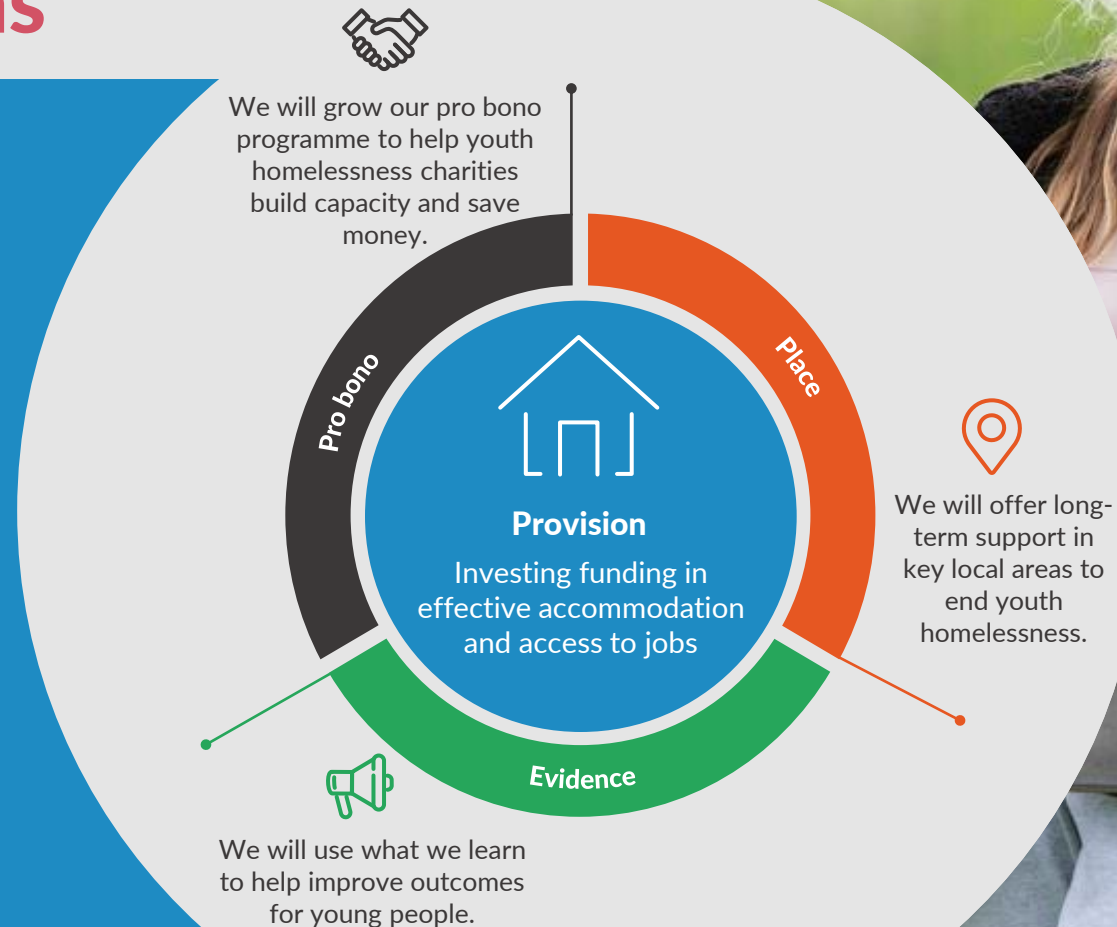 We will grow our pro bono
programme to help youth
homelessness charities
build capacity and save
money.
Pro bono
Place
Provision
Investing funding in
effective accommodation
and access to jobs
We will offer long-
term support in
key local areas to
end youth
homelessness.
Evidence
We will use what we learn
to help improve outcomes
for young people.